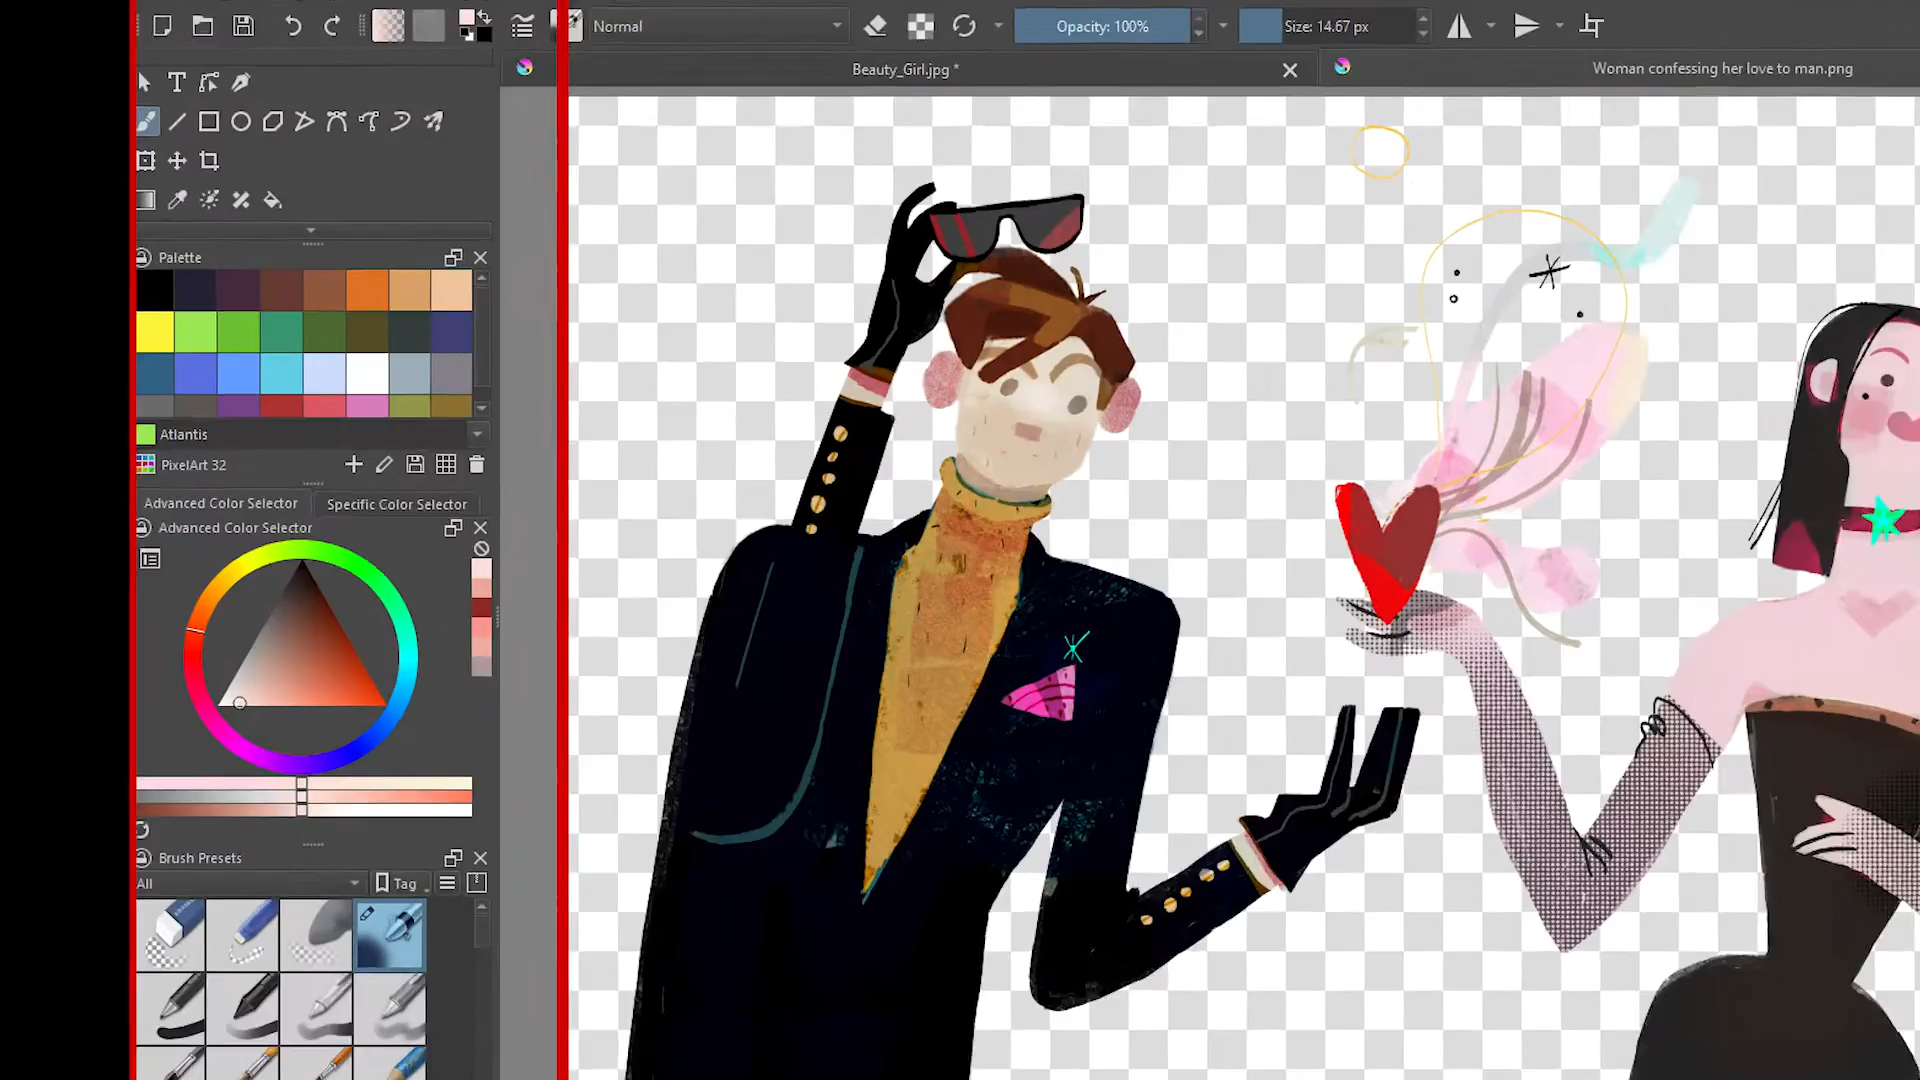 Normal
Opacity: 100%
Size: 14.67 px
Beauty_Girl.jpg *
Woman confessing her love to man.png
Palette
Atlantis
PixelArt 32
Advanced Color Selector
Specific Color Selector
Advanced Color Selector
Brush Presets
All
Tag